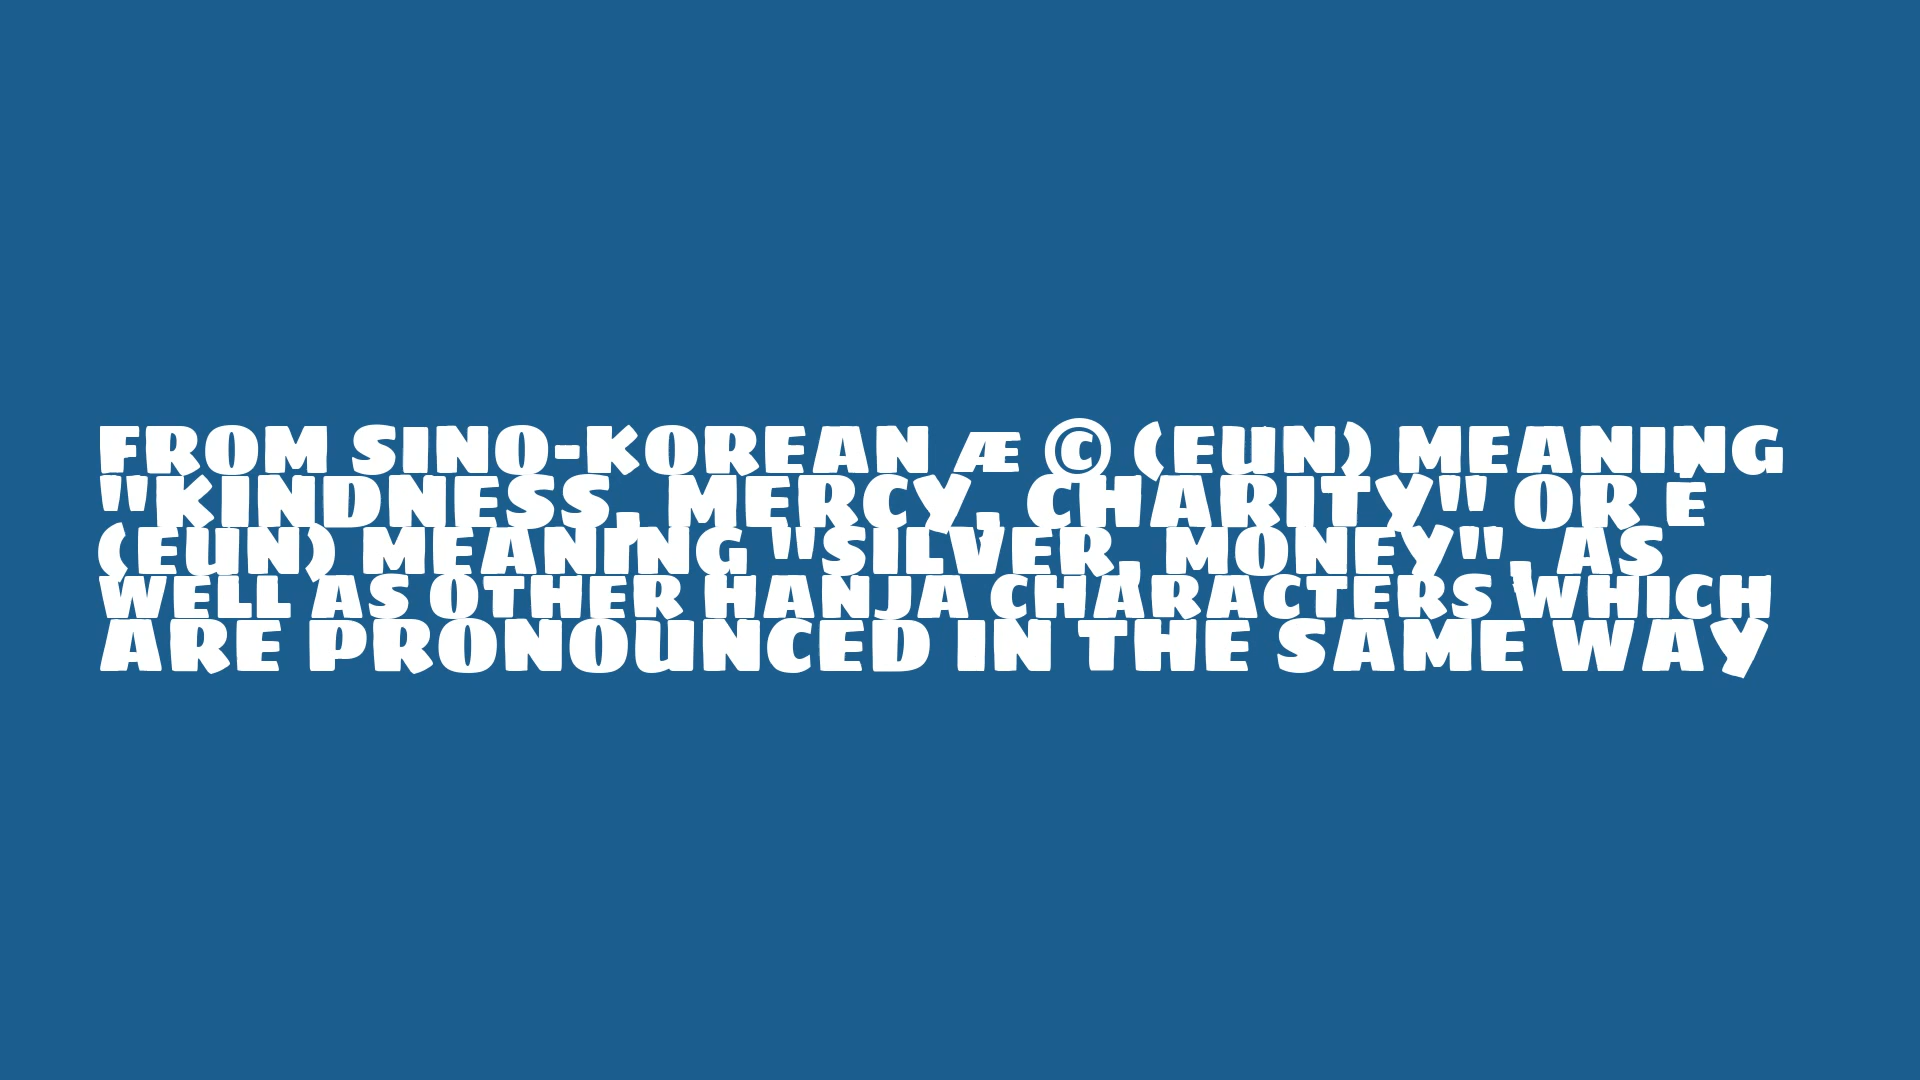 FROM SINO-KOREAN æ © (EUN) MEANING
"KINDNESS, MERCY, CHARITY" OR é
(EUN) MEANING "SILVER, MONEY", AS
WELL AS OTHER HANJA CHARACTERS WHICH
ARE PRONOUNCED IN THE SAME WAY